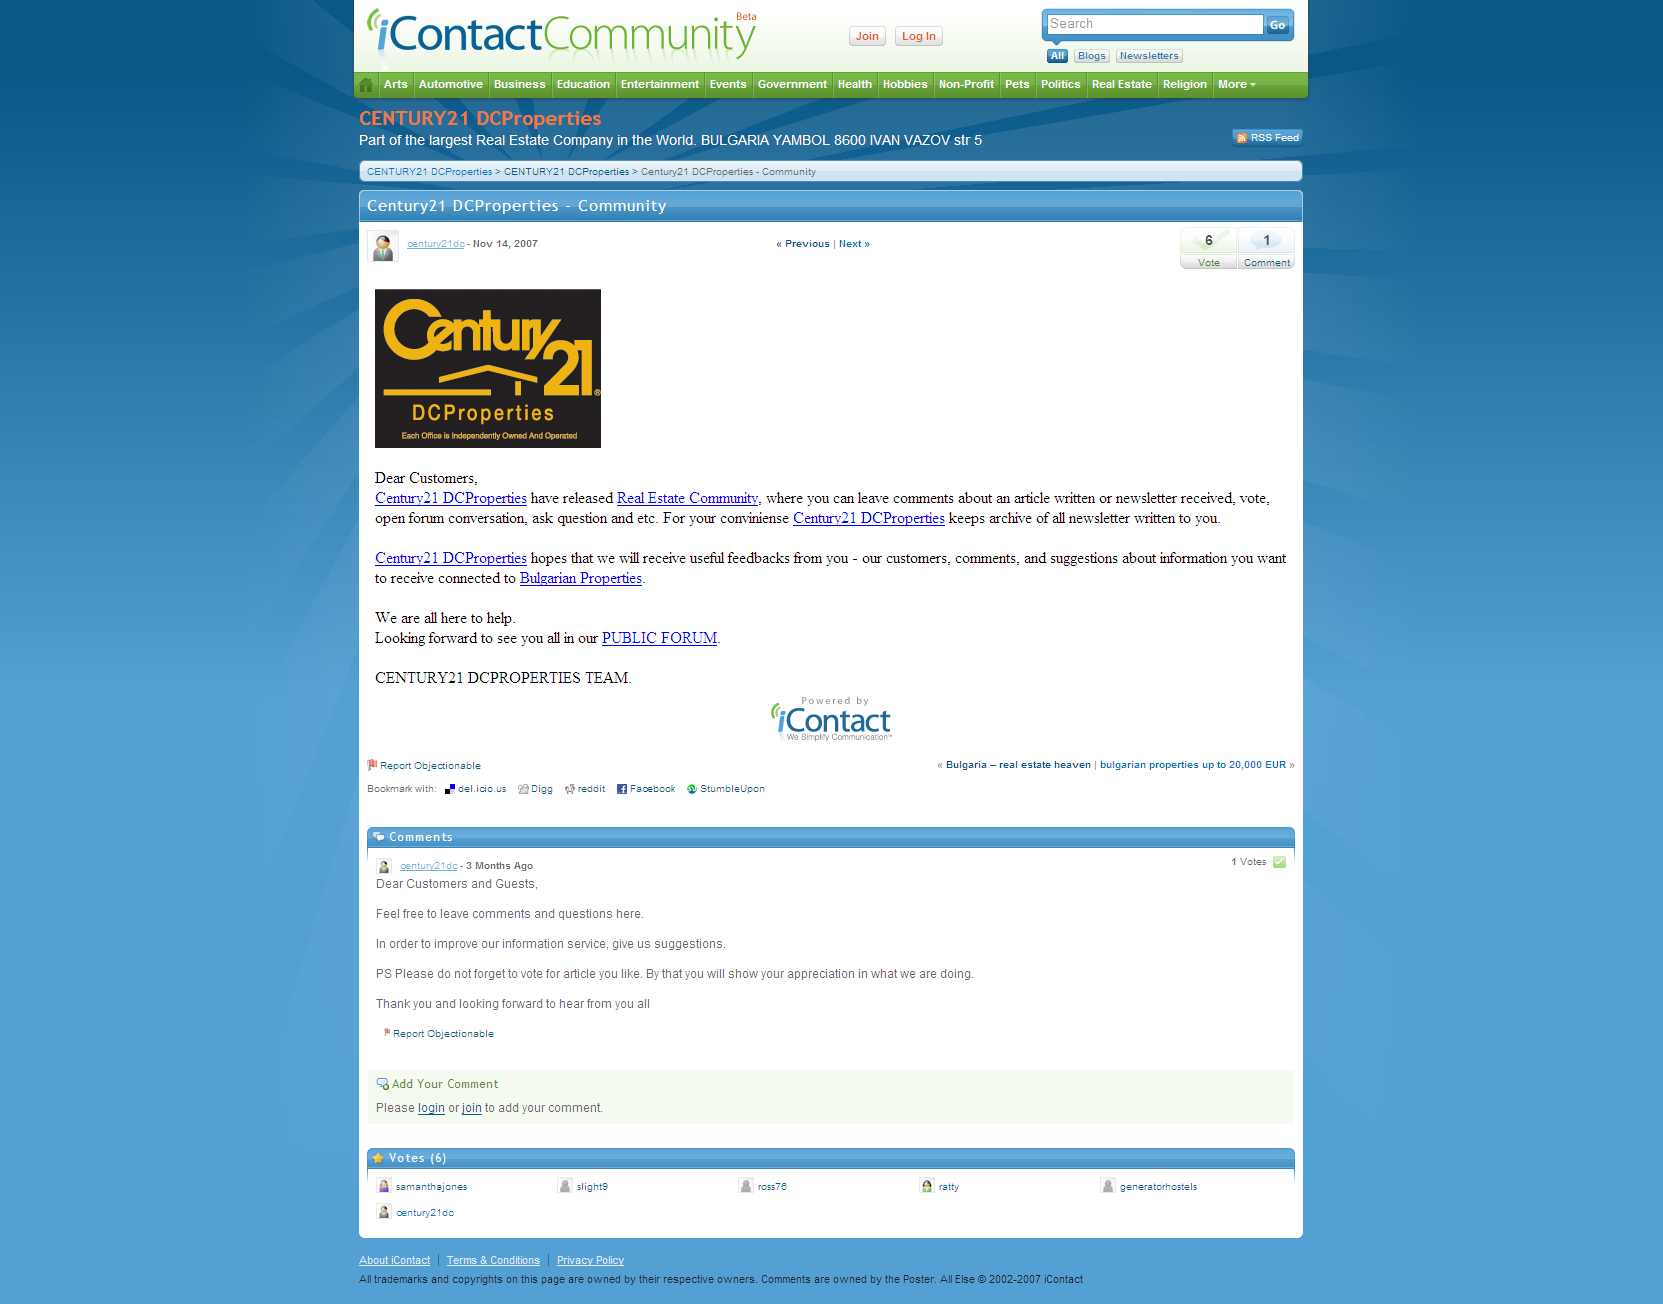 iContactCommunity Beta
Join Log In
Search Go
All Blogs Newsletters
Arts Automotive Business Education Entertainment Events Government Health Hobbies Non-Profit Pets Politics Real Estate Religion More
CENTURY21 DCProperties
Part of the largest Real Estate Company in the World. BULGARIA YAMBOL 8600 IVAN VAZOV str 5
RSS Feed
CENTURY21 DCProperties > CENTURY21 DCProperties > Century21 DCProperties - Community
Century21 DCProperties - Community
century21dc - Nov 14, 2007
« Previous | Next »
6 1
Vote Comment
Century 21®
DCProperties
Each Office is Independently Owned And Operated
Dear Customers,
Century21 DCProperties have released Real Estate Community, where you can leave comments about an article written or newsletter received, vote,
open forum conversation, ask question and etc. For your conviniense Century21 DCProperties keeps archive of all newsletter written to you.
Century21 DCProperties hopes that we will receive useful feedbacks from you - our customers, comments, and suggestions about information you want
to receive connected to Bulgarian Properties.
We are all here to help.
Looking forward to see you all in our PUBLIC FORUM.
CENTURY21 DCPROPERTIES TEAM.
Powered by
iContact
We Simplify Communication™
Report Objectionable
« Bulgaria – real estate heaven | bulgarian properties up to 20,000 EUR »
Bookmark with: del.icio.us Digg reddit Facebook StumbleUpon
Comments
century21dc - 3 Months Ago
1 Votes
Dear Customers and Guests,
Feel free to leave comments and questions here.
In order to improve our information service, give us suggestions.
PS Please do not forget to vote for article you like. By that you will show your appreciation in what we are doing.
Thank you and looking forward to hear from you all
Report Objectionable
Add Your Comment
Please login or join to add your comment.
Votes (6)
samanthajones slight9 ross76 ratty generatorhostels
century21dc
About iContact | Terms & Conditions | Privacy Policy
All trademarks and copyrights on this page are owned by their respective owners. Comments are owned by the Poster. All Else © 2002-2007 iContact